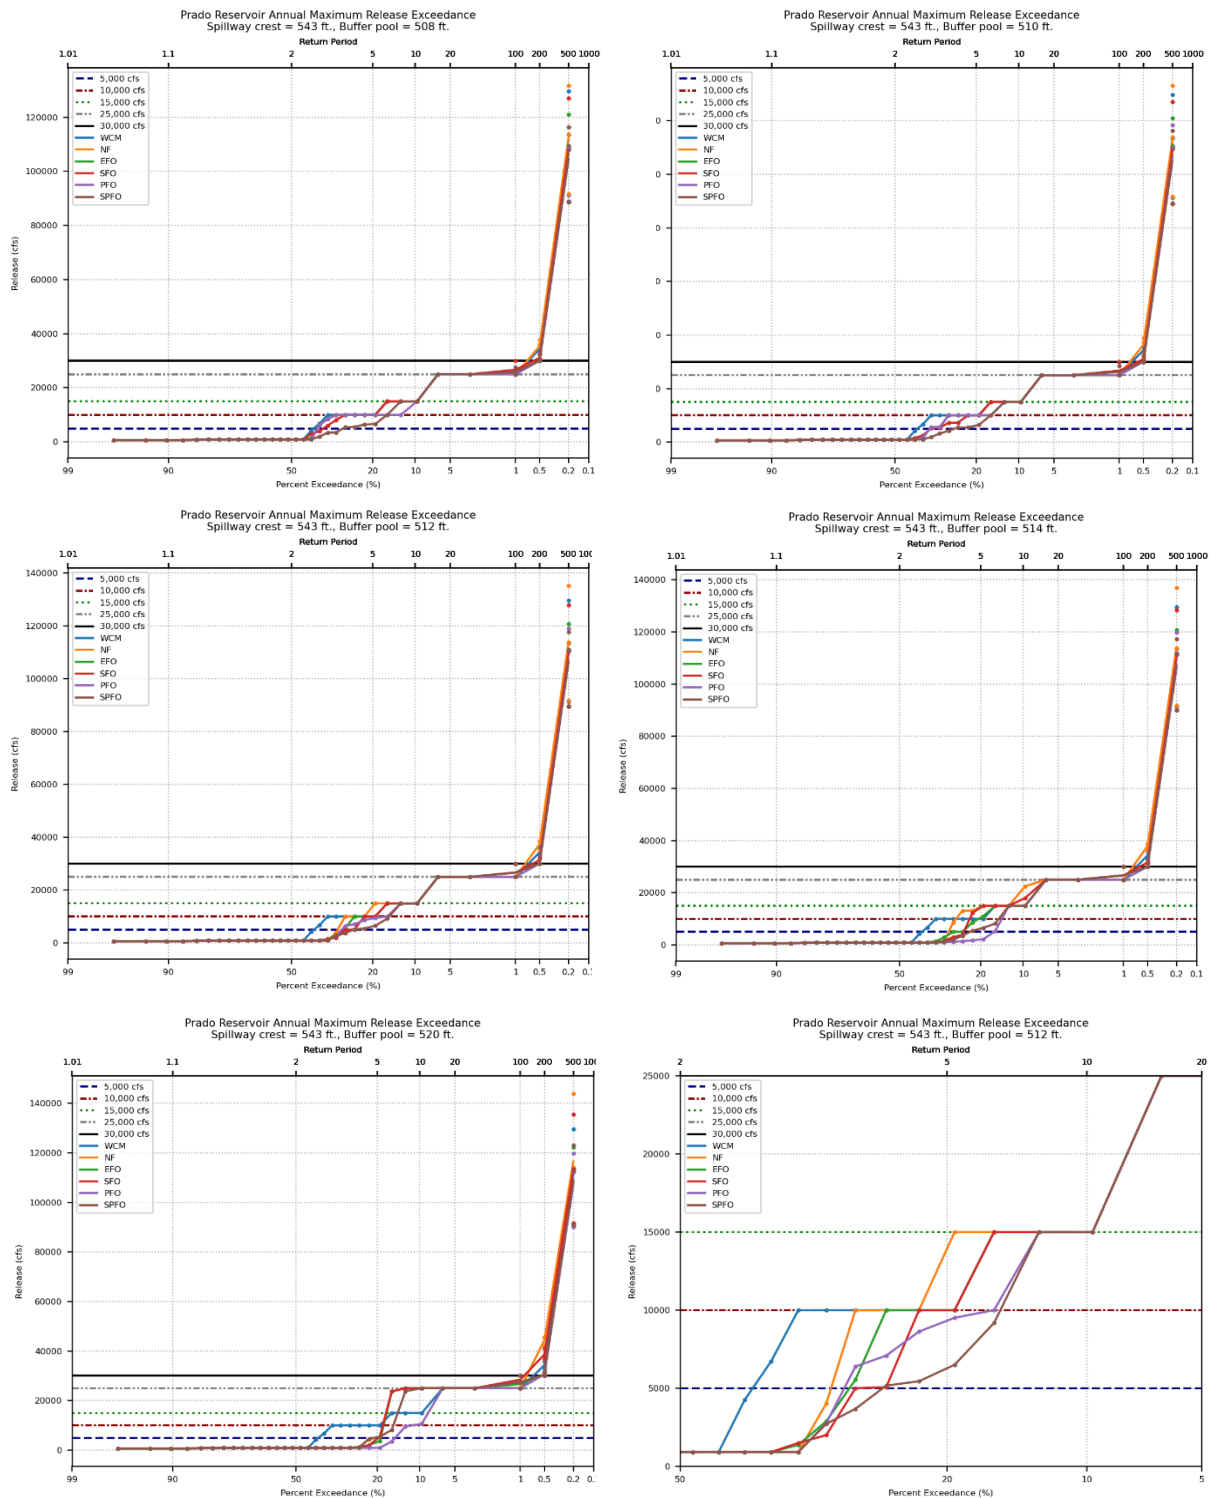 Prado Reservoir Annual Maximum Release Exceedance
Spillway crest = 543 ft., Buffer pool = 508 ft.
Return Period
1.01 1.1 2 5 10 20 100 200 500 1000
5,000 cfs
10,000 cfs
15,000 cfs
25,000 cfs
30,000 cfs
WCM
NF
EFO
SFO
PFO
SPFO
Release (cfs)
120000
100000
80000
60000
40000
20000
0
99 90 50 20 10 5 1 0.5 0.2 0.1
Percent Exceedance (%)
Prado Reservoir Annual Maximum Release Exceedance
Spillway crest = 543 ft., Buffer pool = 510 ft.
Return Period
1.01 1.1 2 5 10 20 100 200 500 1000
5,000 cfs
10,000 cfs
15,000 cfs
25,000 cfs
30,000 cfs
WCM
NF
EFO
SFO
PFO
SPFO
0
0
0
0
0
0
0
99 90 50 20 10 5 1 0.5 0.2 0.1
Percent Exceedance (%)
Prado Reservoir Annual Maximum Release Exceedance
Spillway crest = 543 ft., Buffer pool = 512 ft.
Return Period
1.01 1.1 2 5 10 20 100 200 500 10
5,000 cfs
10,000 cfs
15,000 cfs
25,000 cfs
30,000 cfs
WCM
NF
EFO
SFO
PFO
SPFO
Release (cfs)
140000
120000
100000
80000
60000
40000
20000
0
99 90 50 20 10 5 1 0.5 0.2 0.
Percent Exceedance (%)
Prado Reservoir Annual Maximum Release Exceedance
Spillway crest = 543 ft., Buffer pool = 514 ft.
Return Period
1.01 1.1 2 5 10 20 100 200 500 1000
5,000 cfs
10,000 cfs
15,000 cfs
25,000 cfs
30,000 cfs
WCM
NF
EFO
SFO
PFO
SPFO
Release (cfs)
140000
120000
100000
80000
60000
40000
20000
0
99 90 50 20 10 5 1 0.5 0.2 0.1
Percent Exceedance (%)
Prado Reservoir Annual Maximum Release Exceedance
Spillway crest = 543 ft., Buffer pool = 520 ft.
Return Period
1.01 1.1 2 5 10 20 100 200 500 10
5,000 cfs
10,000 cfs
15,000 cfs
25,000 cfs
30,000 cfs
WCM
NF
EFO
SFO
PFO
SPFO
Release (cfs)
140000
120000
100000
80000
60000
40000
20000
0
99 90 50 20 10 5 1 0.5 0.2 0.
Percent Exceedance (%)
Prado Reservoir Annual Maximum Release Exceedance
Spillway crest = 543 ft., Buffer pool = 512 ft.
Return Period
2 5 10 20
5,000 cfs
10,000 cfs
15,000 cfs
25,000 cfs
30,000 cfs
WCM
NF
EFO
SFO
PFO
SPFO
Release (cfs)
25000
20000
15000
10000
5000
0
50 20 10 5
Percent Exceedance (%)